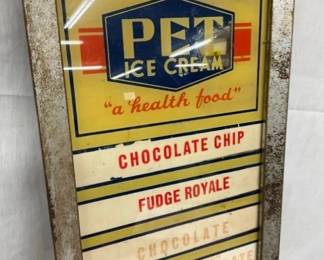 PET
ICE CREAM
"a health food"
CHOCOLATE CHIP
FUDGE ROYALE
CHOCOLATE